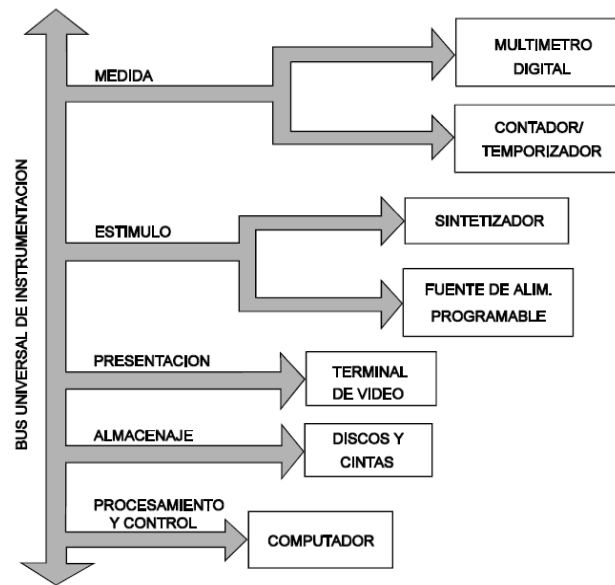 BUS UNIVERSAL DE INSTRUMENTACION
MEDIDA
MULTIMETRO
DIGITAL
CONTADOR/
TEMPORIZADOR
ESTIMULO
SINTETIZADOR
FUENTE DE ALIM.
PROGRAMABLE
PRESENTACION
TERMINAL
DE VIDEO
ALMACENAJE
DISCOS Y
CINTAS
PROCESAMIENTO
Y CONTROL
COMPUTADOR